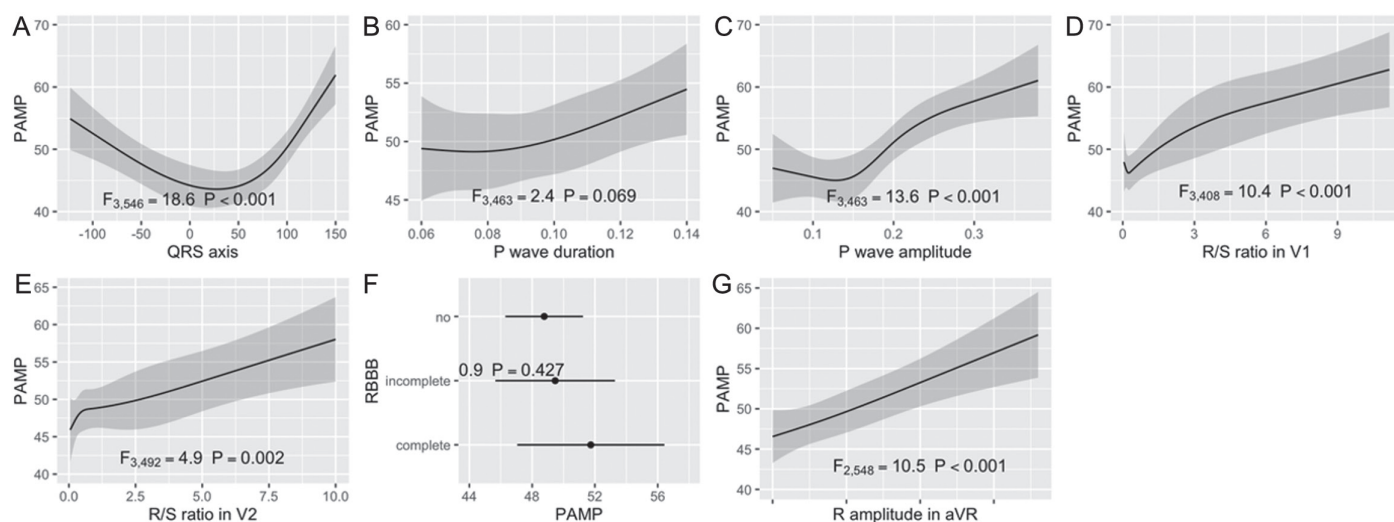 A
70
60
50
40
PAMP
F3,546 = 18.6 P < 0.001
-100 -50 0 50 100 150
QRS axis
B
60
55
50
45
PAMP
F3,463 = 2.4 P = 0.069
0.06 0.08 0.10 0.12 0.14
P wave duration
C
70
60
50
40
PAMP
F3,463 = 13.6 P < 0.001
0.1 0.2 0.3
P wave amplitude
D
70
60
50
40
PAMP
F3,408 = 10.4 P < 0.001
0 3 6 9
R/S ratio in V1
E
65
60
55
50
45
40
PAMP
F3,492 = 4.9 P = 0.002
0.0 2.5 5.0 7.5 10.0
R/S ratio in V2
F
RBBB
no
0.9 P = 0.427
incomplete
complete
44 48 52 56
PAMP
G
65
60
55
50
45
40
PAMP
F2,548 = 10.5 P < 0.001
R amplitude in aVR